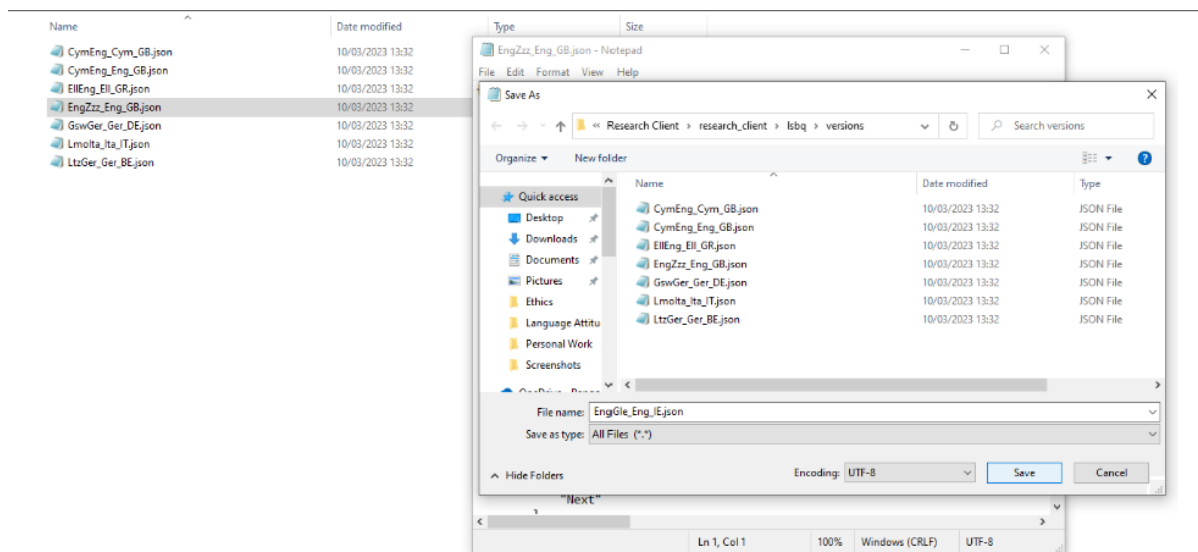 Name Date modified Type Size
CymEng_Cym_GB.json 10/03/2023 13:32
CymEng_Eng_GB.json 10/03/2023 13:32
EllEng_Ell_GR.json 10/03/2023 13:32
EngZzz_Eng_GB.json 10/03/2023 13:32
GswGer_Ger_DE.json 10/03/2023 13:32
LmoIta_Ita_IT.json 10/03/2023 13:32
LtzGer_Ger_BE.json 10/03/2023 13:32
EngZzz_Eng_GB.json - Notepad
File Edit Format View Help
Save As
« Research Client › research_client › lsbq › versions
Search versions
Organize New folder
Quick access
Desktop
Downloads
Documents
Pictures
Ethics
Language Attitu
Personal Work
Screenshots
Name Date modified Type
CymEng_Cym_GB.json 10/03/2023 13:32 JSON File
CymEng_Eng_GB.json 10/03/2023 13:32 JSON File
EllEng_Ell_GR.json 10/03/2023 13:32 JSON File
EngZzz_Eng_GB.json 10/03/2023 13:32 JSON File
GswGer_Ger_DE.json 10/03/2023 13:32 JSON File
LmoIta_Ita_IT.json 10/03/2023 13:32 JSON File
LtzGer_Ger_BE.json 10/03/2023 13:32 JSON File
File name: EngGle_Eng_IE.json
Save as type: All Files (*.*)
Hide Folders
Encoding: UTF-8
Save Cancel
"Next"
Ln 1, Col 1 100% Windows (CRLF) UTF-8